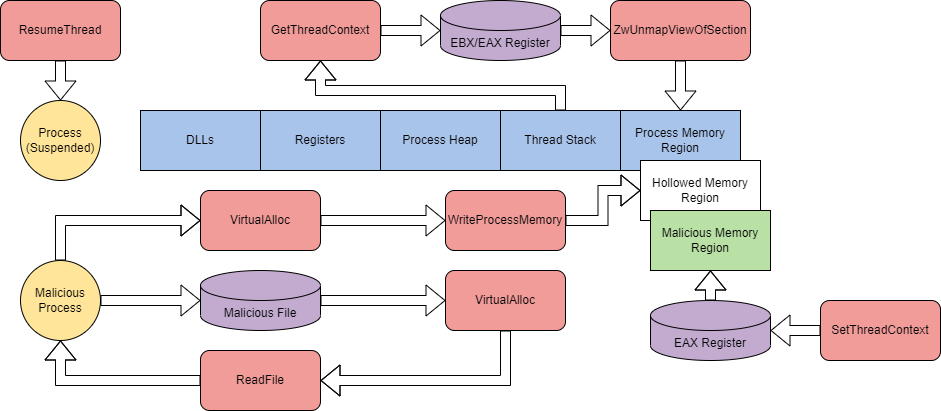 ResumeThread
GetThreadContext
EBX/EAX Register
ZwUnmapViewOfSection
Process
(Suspended)
DLLs
Registers
Process Heap
Thread Stack
Process Memory
Region
Hollowed Memory
Region
VirtualAlloc
WriteProcessMemory
Malicious Memory
Region
Malicious
Process
Malicious File
VirtualAlloc
EAX Register
SetThreadContext
ReadFile